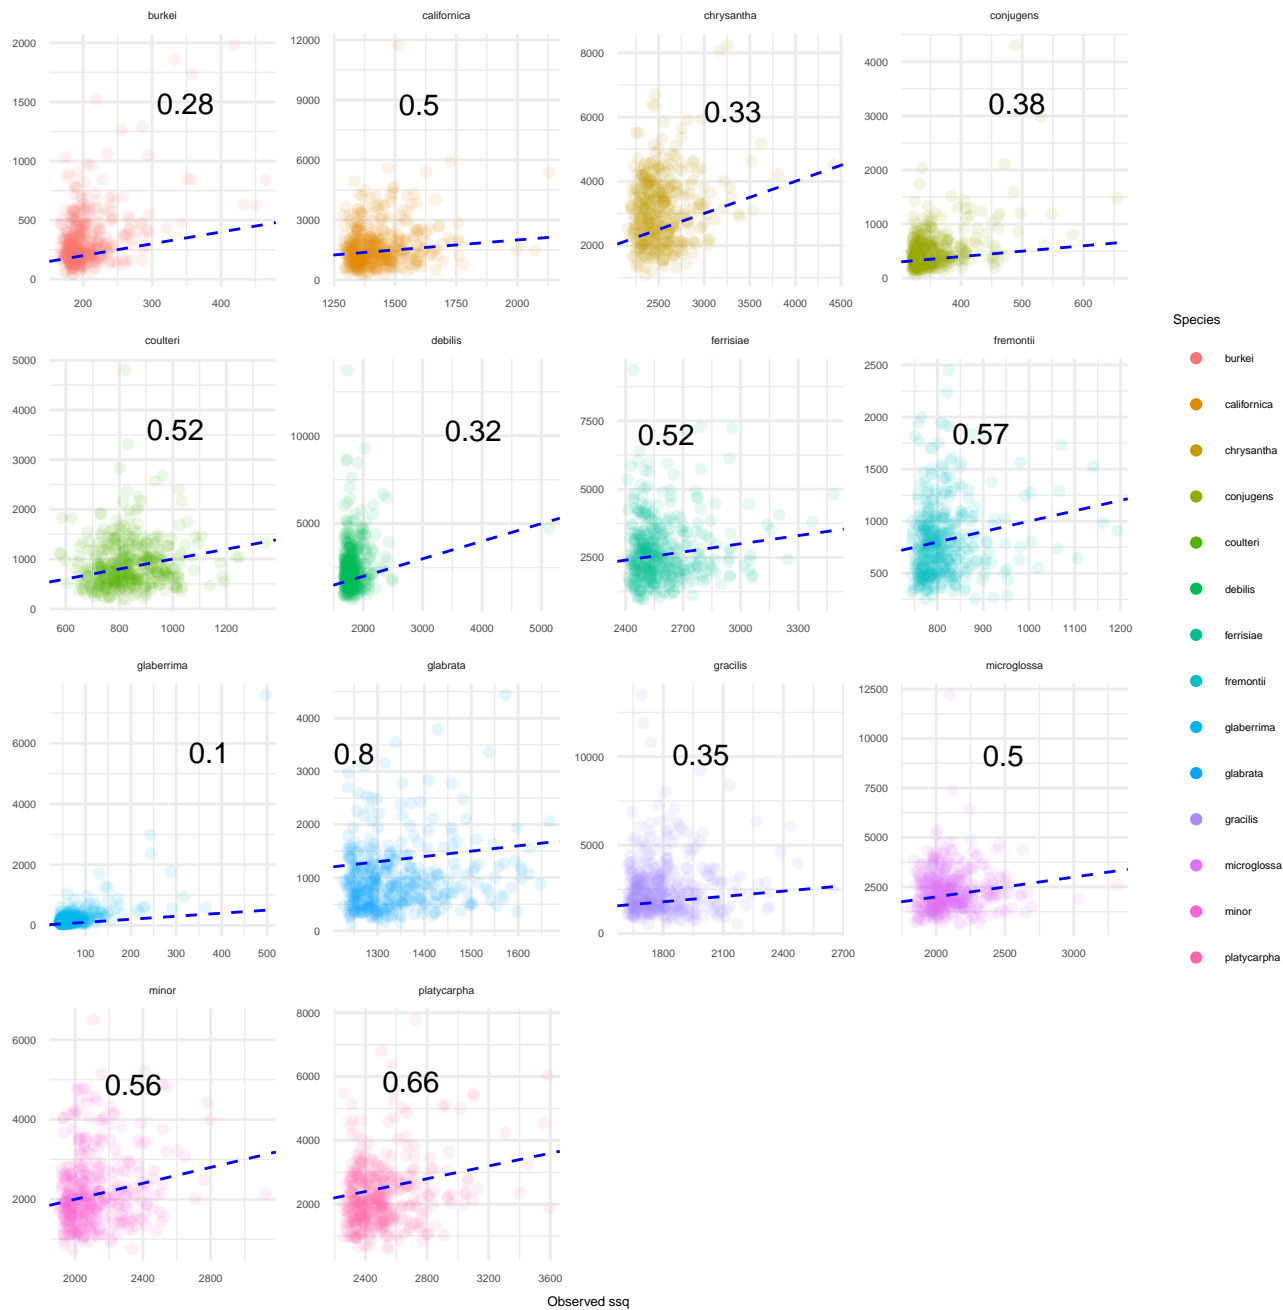 burkei californica chrysantha conjugens
2000 1500 1000 500 0
0.28
200 300 400
12000 9000 6000 3000 0
0.5
1250 1500 1750 2000
8000 6000 4000 2000
0.33
2500 3000 3500 4000 4500
4000 3000 2000 1000 0
0.38
400 500 600
coulteri debilis ferrisiae fremontii
5000 4000 3000 2000 1000 0
0.52
600 800 1000 1200
10000 5000
0.32
2000 3000 4000 5000
7500 5000 2500
0.52
2400 2700 3000 3300
2500 2000 1500 1000 500
0.57
800 900 1000 1100 1200
glaberrima glabrata gracilis microglossa
6000 4000 2000 0
0.1
100 200 300 400 500
4000 3000 2000 1000 0
0.8
1300 1400 1500 1600
10000 5000 0
0.35
1800 2100 2400 2700
12500 10000 7500 5000 2500
0.5
2000 2500 3000
minor platycarpha
6000 4000 2000
0.56
2000 2400 2800
8000 6000 4000 2000
0.66
2400 2800 3200 3600
Observed ssq
Species
burkei
californica
chrysantha
conjugens
coulteri
debilis
ferrisiae
fremontii
glaberrima
glabrata
gracilis
microglossa
minor
platycarpha